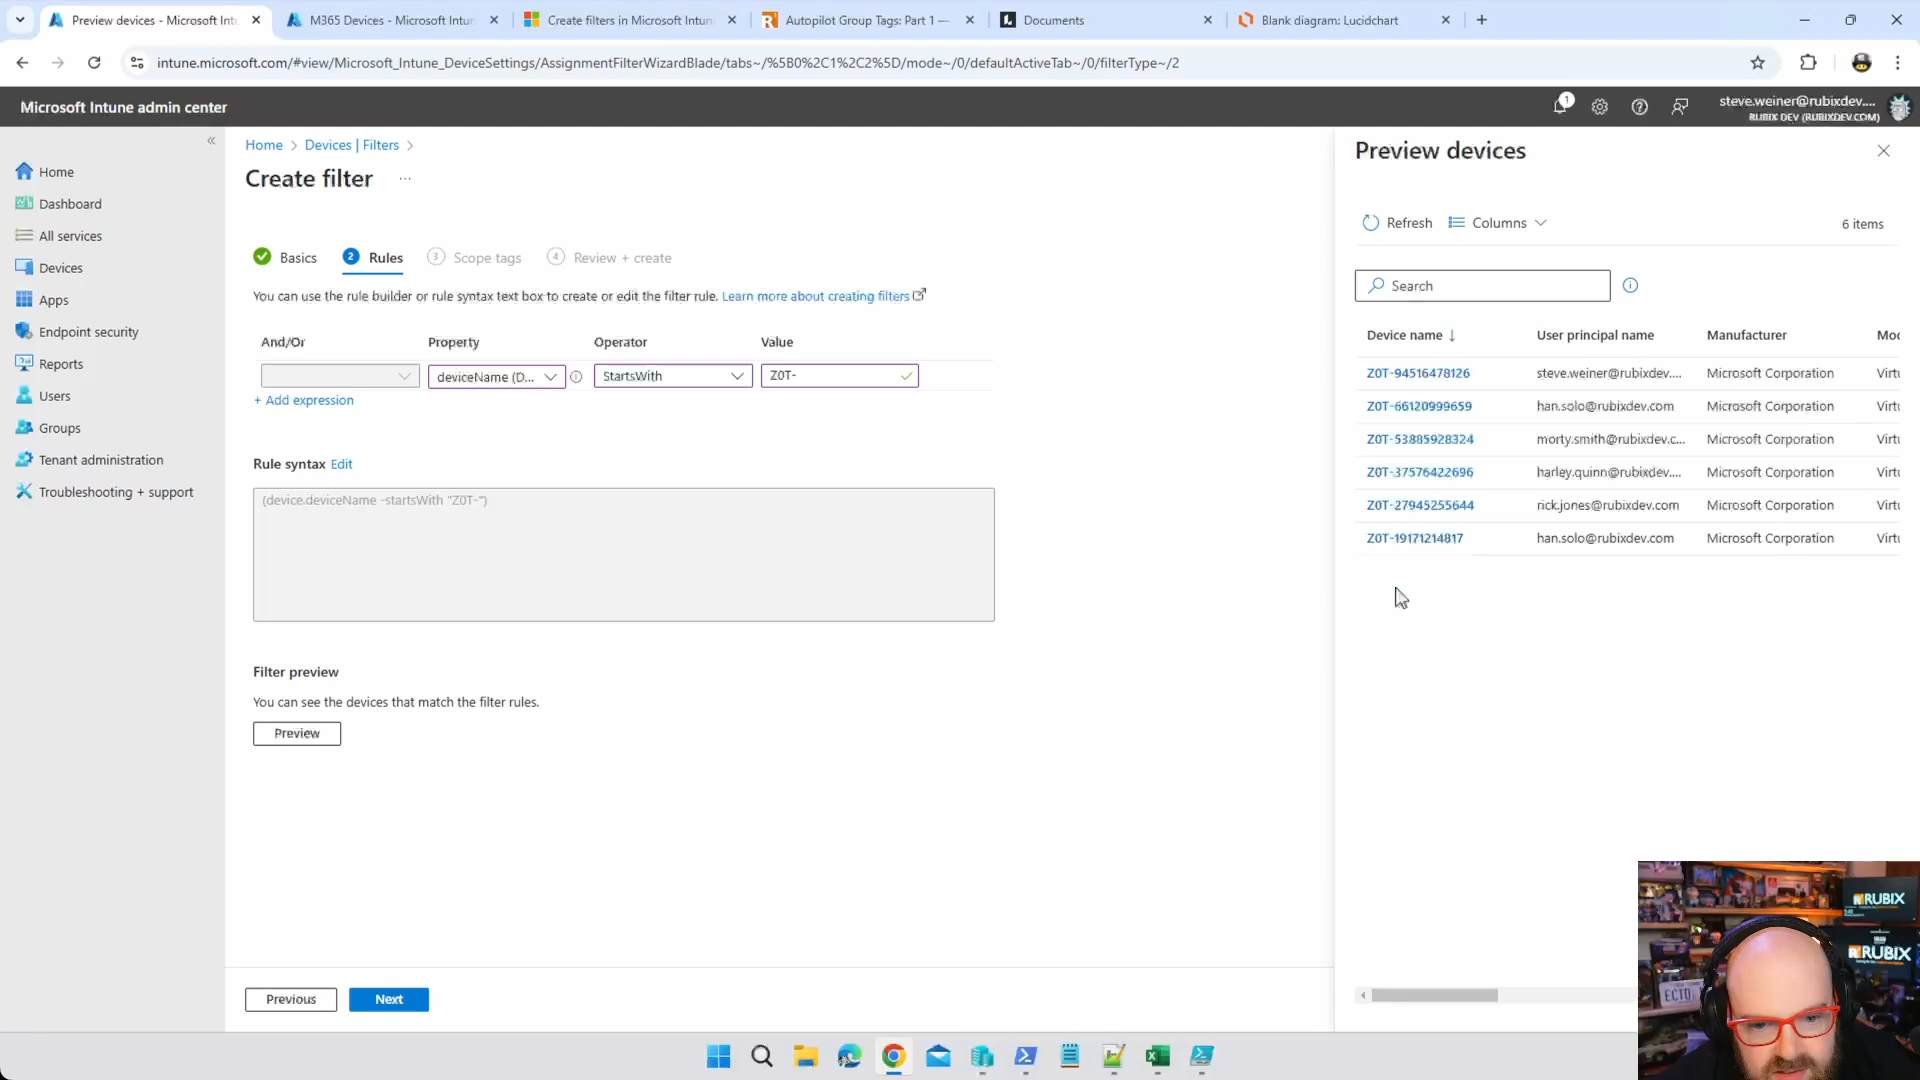 Preview devices - Microsoft Int
M365 Devices - Microsoft Intun
Create filters in Microsoft Intun
Autopilot Group Tags: Part 1 —
Documents
Blank diagram: Lucidchart
intune.microsoft.com/#view/Microsoft_Intune_DeviceSettings/AssignmentFilterWizardBlade/tabs~/%5B0%2C1%2C2%5D/mode~/0/defaultActiveTab~/0/filterType~/2
Microsoft Intune admin center
1
steve.weiner@rubixdev....
RUBIX DEV (RUBIXDEV.COM)
Home
Dashboard
All services
Devices
Apps
Endpoint security
Reports
Users
Groups
Tenant administration
Troubleshooting + support
Home > Devices | Filters >
Create filter ...
Basics
2 Rules
3 Scope tags
4 Review + create
You can use the rule builder or rule syntax text box to create or edit the filter rule. Learn more about creating filters
And/Or Property Operator Value
deviceName (D... StartsWith Z0T-
+ Add expression
Rule syntax Edit
(device.deviceName -startsWith "Z0T-")
Filter preview
You can see the devices that match the filter rules.
Preview
Previous Next
Preview devices
Refresh Columns 6 items
Search
Device name ↓ User principal name Manufacturer Moc
Z0T-94516478126 steve.weiner@rubixdev.... Microsoft Corporation Virtu
Z0T-66120999659 han.solo@rubixdev.com Microsoft Corporation Virtu
Z0T-53885928324 morty.smith@rubixdev.c... Microsoft Corporation Virtu
Z0T-37576422696 harley.quinn@rubixdev.... Microsoft Corporation Virtu
Z0T-27945255644 rick.jones@rubixdev.com Microsoft Corporation Virtu
Z0T-19171214817 han.solo@rubixdev.com Microsoft Corporation Virtu
RUBIX
RUBIX
ECTO